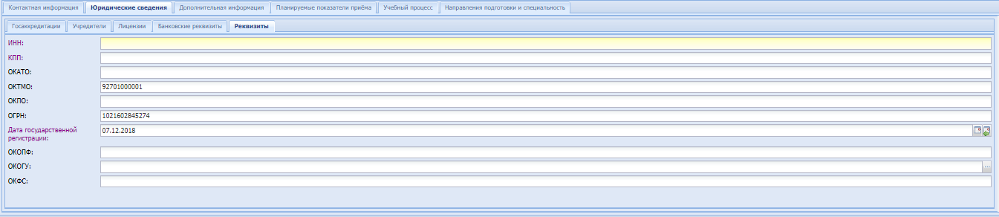 Контактная информация Юридические сведения Дополнительная информация Планируемые показатели приёма Учебный процесс Направления подготовки и специальность
Госаккредитации Учредители Лицензии Банковские реквизиты Реквизиты
ИНН:
КПП:
ОКАТО:
ОКТМО: 92701000001
ОКПО:
ОГРН: 1021602845274
Дата государственной
регистрации: 07.12.2018
ОКОПФ:
ОКОГУ: ...
ОКФС: